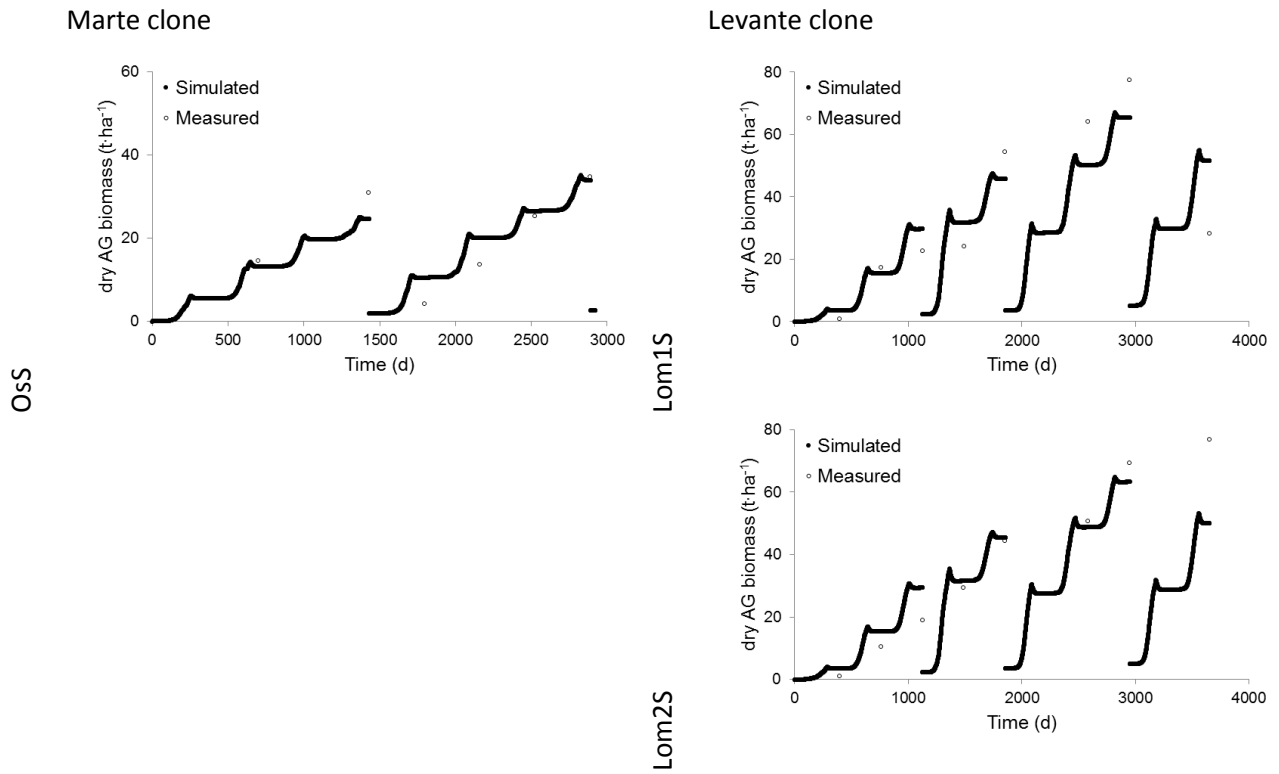 Marte clone
Levante clone
OsS
dry AG biomass (t·ha⁻¹)
60
40
20
0
• Simulated
◦ Measured
0 500 1000 1500 2000 2500 3000
Time (d)
Lom1S
dry AG biomass (t·ha⁻¹)
80
60
40
20
0
• Simulated
◦ Measured
0 1000 2000 3000 4000
Time (d)
Lom2S
dry AG biomass (t·ha⁻¹)
80
60
40
20
0
• Simulated
◦ Measured
0 1000 2000 3000 4000
Time (d)